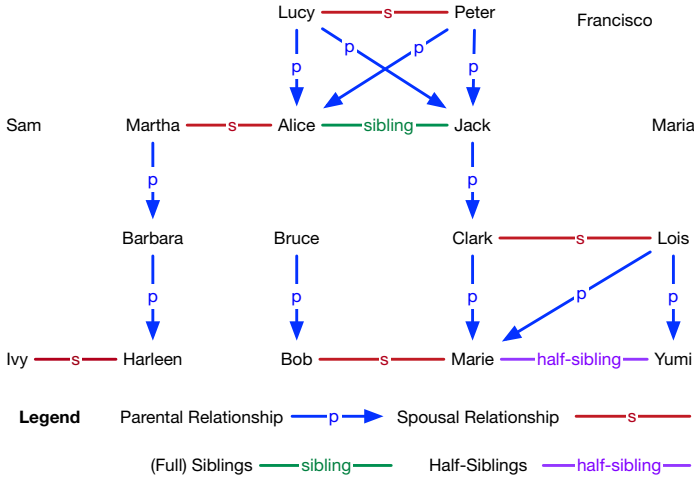 Lucy s Peter Francisco
p p p p
Sam Martha s Alice sibling Jack Maria
p p
Barbara Bruce Clark s Lois
p p p p p
Ivy s Harleen Bob s Marie half-sibling Yumi
Legend Parental Relationship p Spousal Relationship s
(Full) Siblings sibling Half-Siblings half-sibling